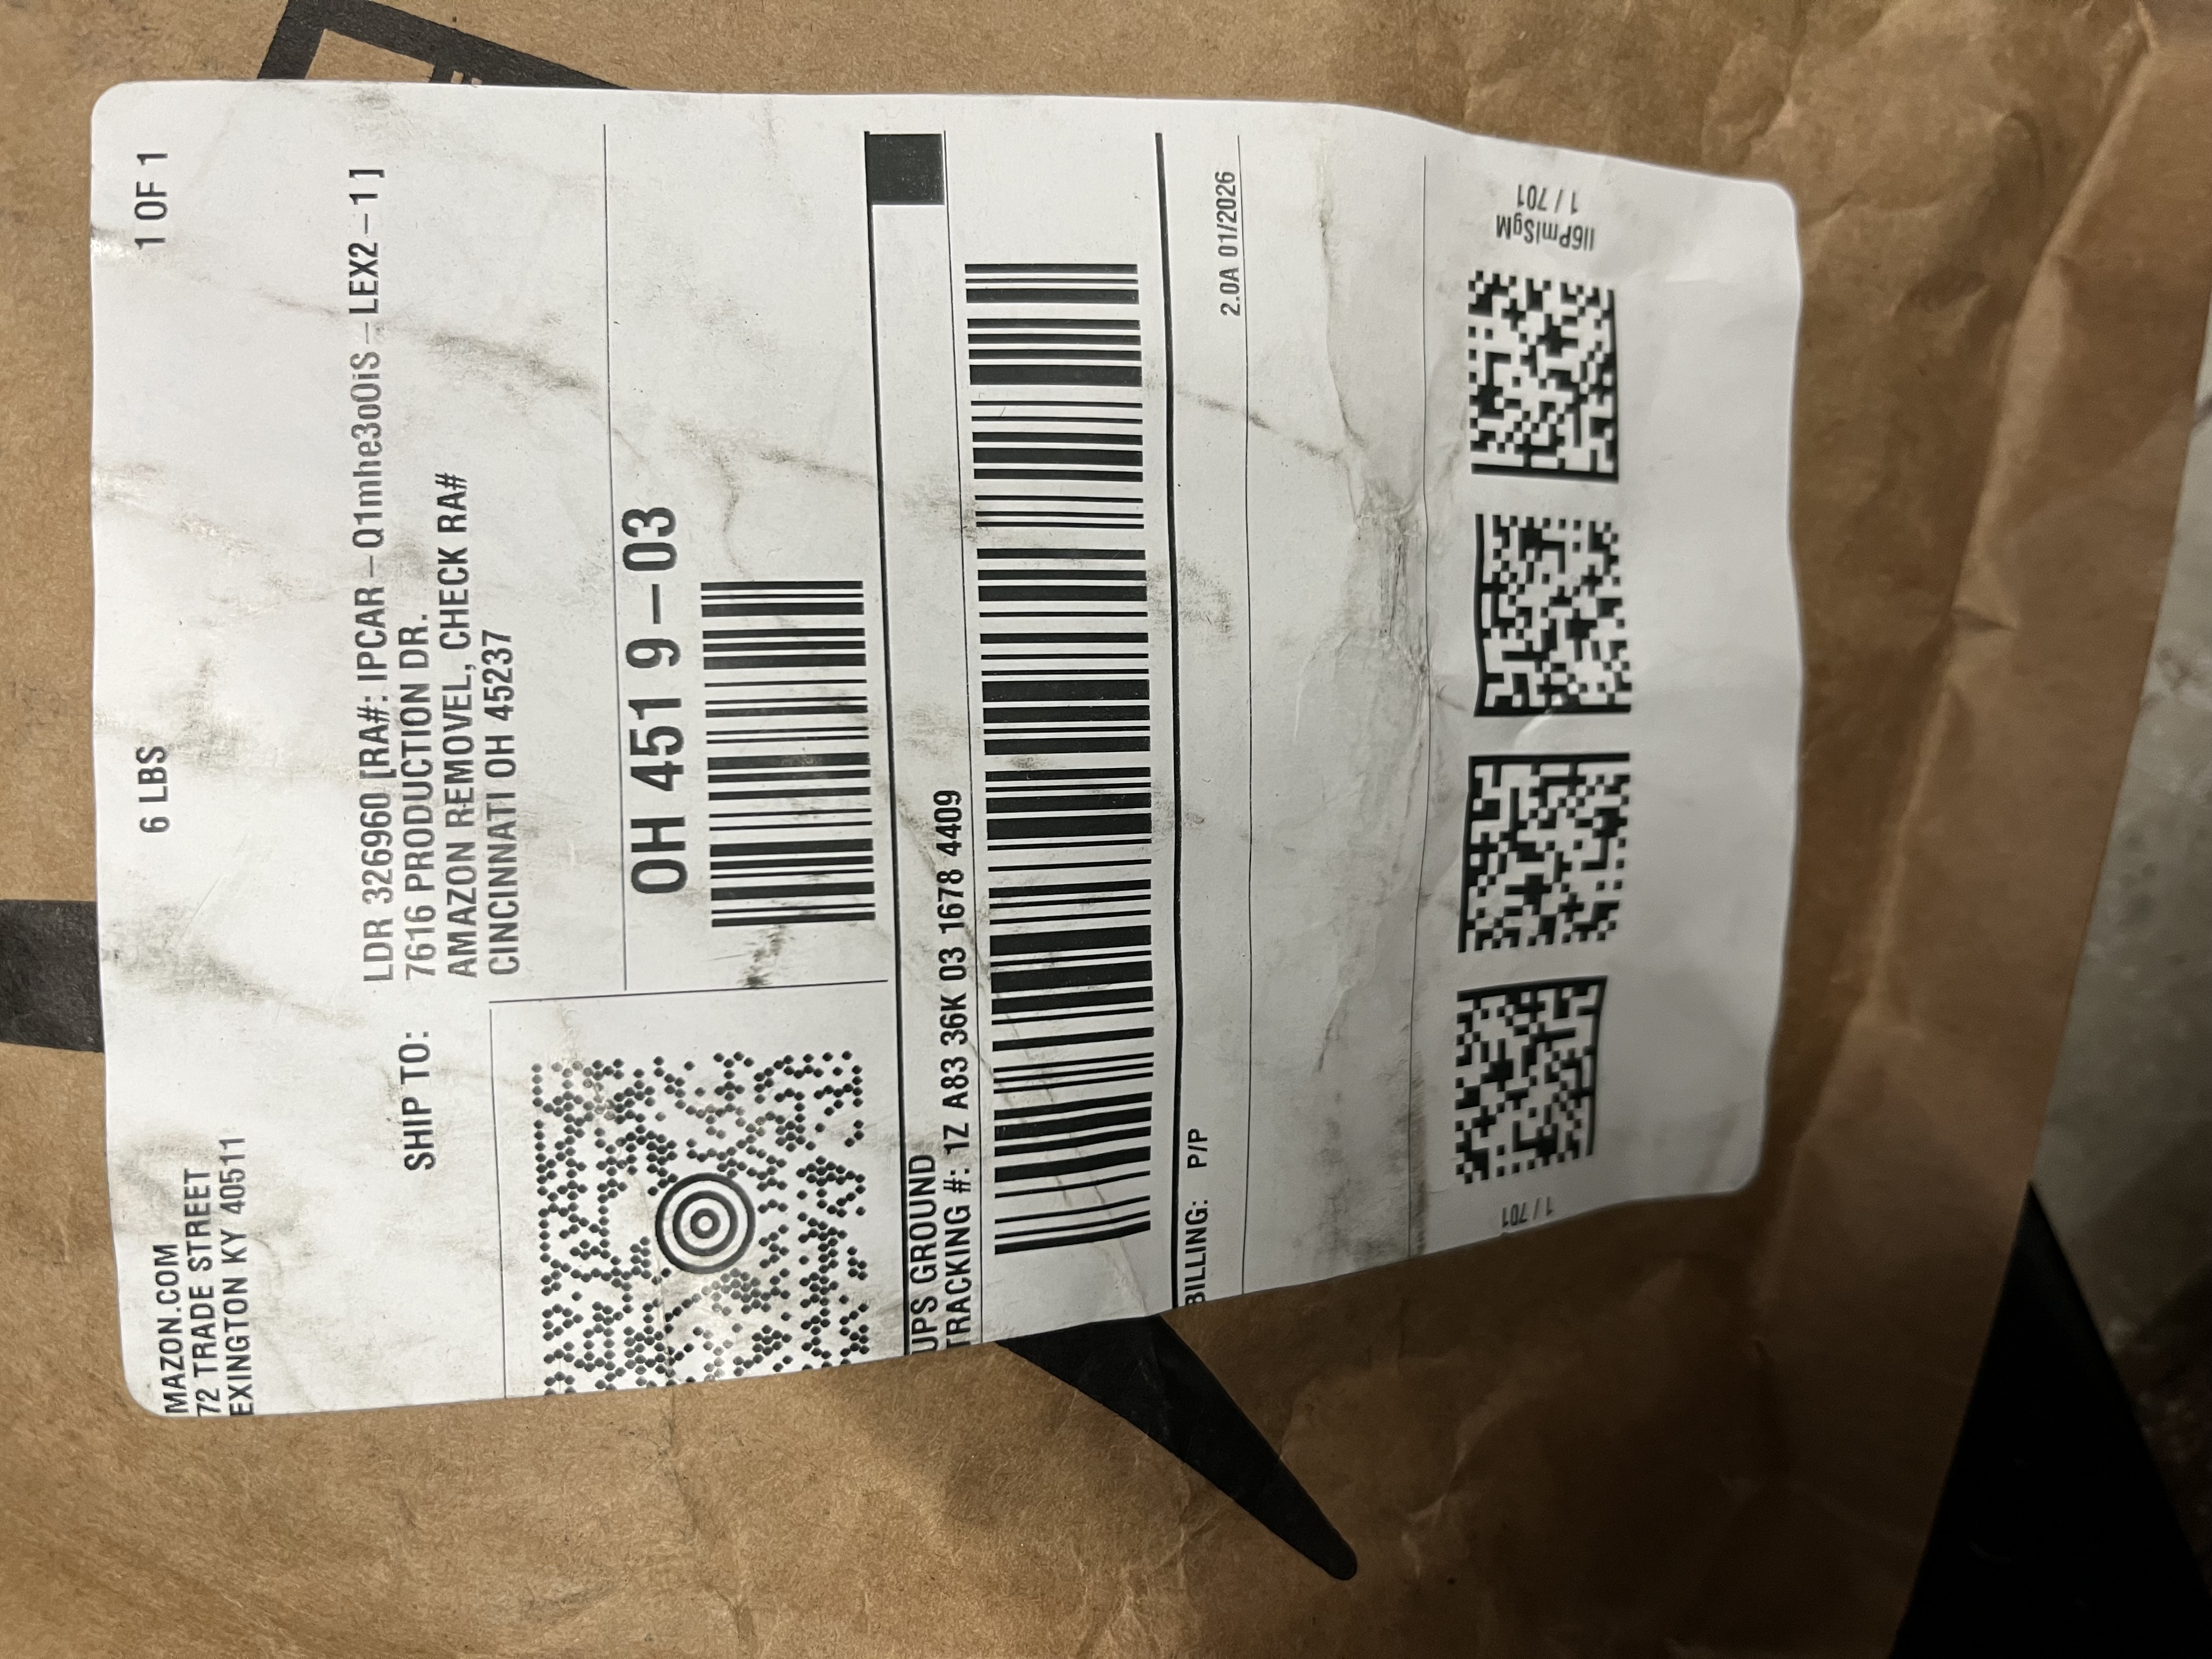 MAZON.COM
72 TRADE STREET
EXINGTON KY 40511
6 LBS
1 OF 1
SHIP TO:
LDR 3269960 [RA#: IPCAR-Q1mhe3o0iS-LEX2-1]
7616 PRODUCTION DR.
AMAZON REMOVEL, CHECK RA#
CINCINNATI OH 45237
OH 451 9-03
UPS GROUND
TRACKING #: 1Z A83 36K 03 1678 4409
BILLING: P/P
2.0A 01/2026
1 / 701
1 / 701